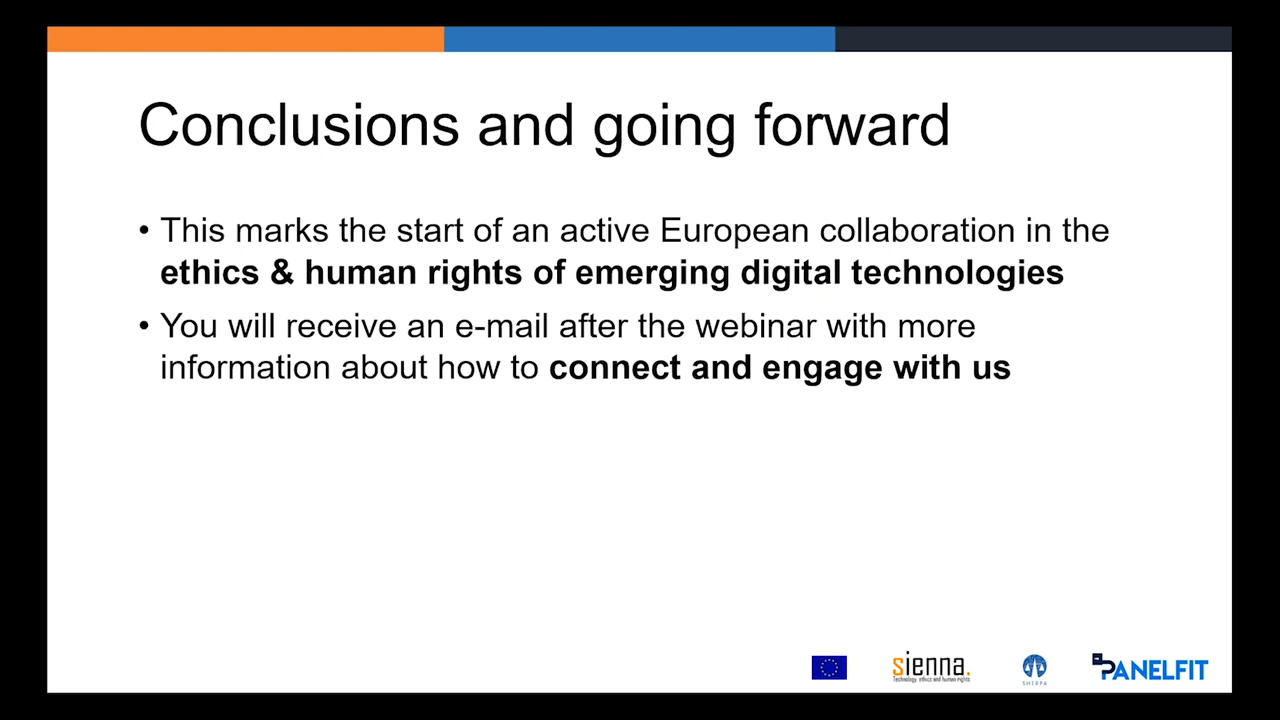 Conclusions and going forward
• This marks the start of an active European collaboration in the
ethics & human rights of emerging digital technologies
• You will receive an e-mail after the webinar with more
information about how to connect and engage with us
sienna.
Technology, ethics and human rights
SHERPA
PANELFIT